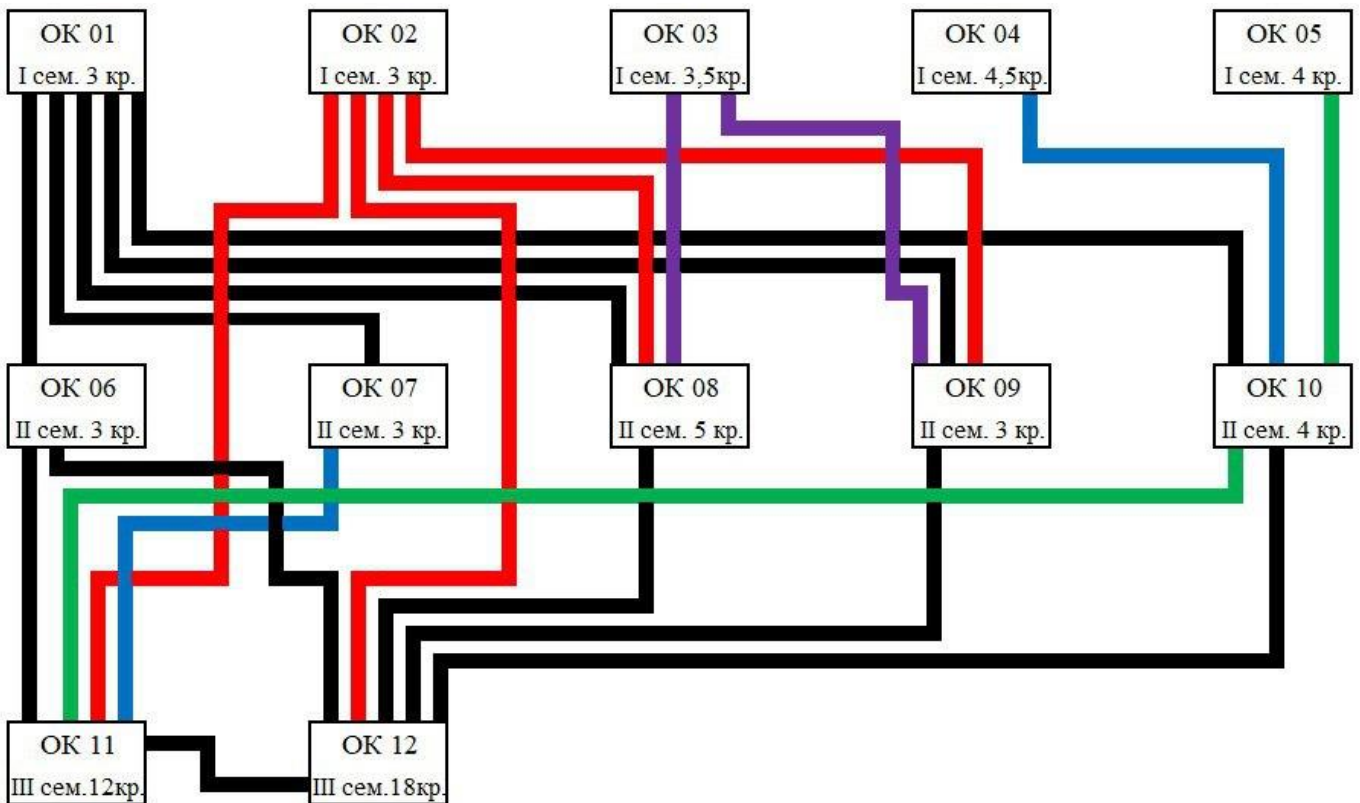 ОК 01
I сем. 3 кр.
ОК 02
I сем. 3 кр.
ОК 03
I сем. 3,5кр.
ОК 04
I сем. 4,5кр.
ОК 05
I сем. 4 кр.
ОК 06
II сем. 3 кр.
ОК 07
II сем. 3 кр.
ОК 08
II сем. 5 кр.
ОК 09
II сем. 3 кр.
ОК 10
II сем. 4 кр.
ОК 11
III сем.12кр.
ОК 12
III сем.18кр.